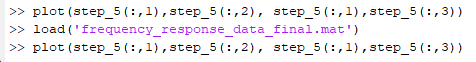 >> plot(step_5(:,1),step_5(:,2), step_5(:,1),step_5(:,3))
>> load('frequency_response_data_final.mat')
>> plot(step_5(:,1),step_5(:,2), step_5(:,1),step_5(:,3))